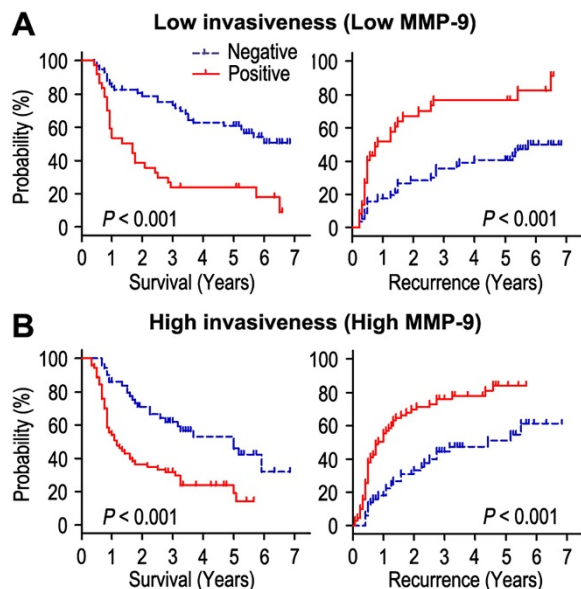 A
Low invasiveness (Low MMP-9)
Negative
Positive
Probability (%)
100
80
60
40
20
0
P < 0.001
0 1 2 3 4 5 6 7
Survival (Years)
100
80
60
40
20
0
P < 0.001
0 1 2 3 4 5 6 7
Recurrence (Years)
B
High invasiveness (High MMP-9)
Probability (%)
100
80
60
40
20
0
P < 0.001
0 1 2 3 4 5 6 7
Survival (Years)
100
80
60
40
20
0
P < 0.001
0 1 2 3 4 5 6 7
Recurrence (Years)